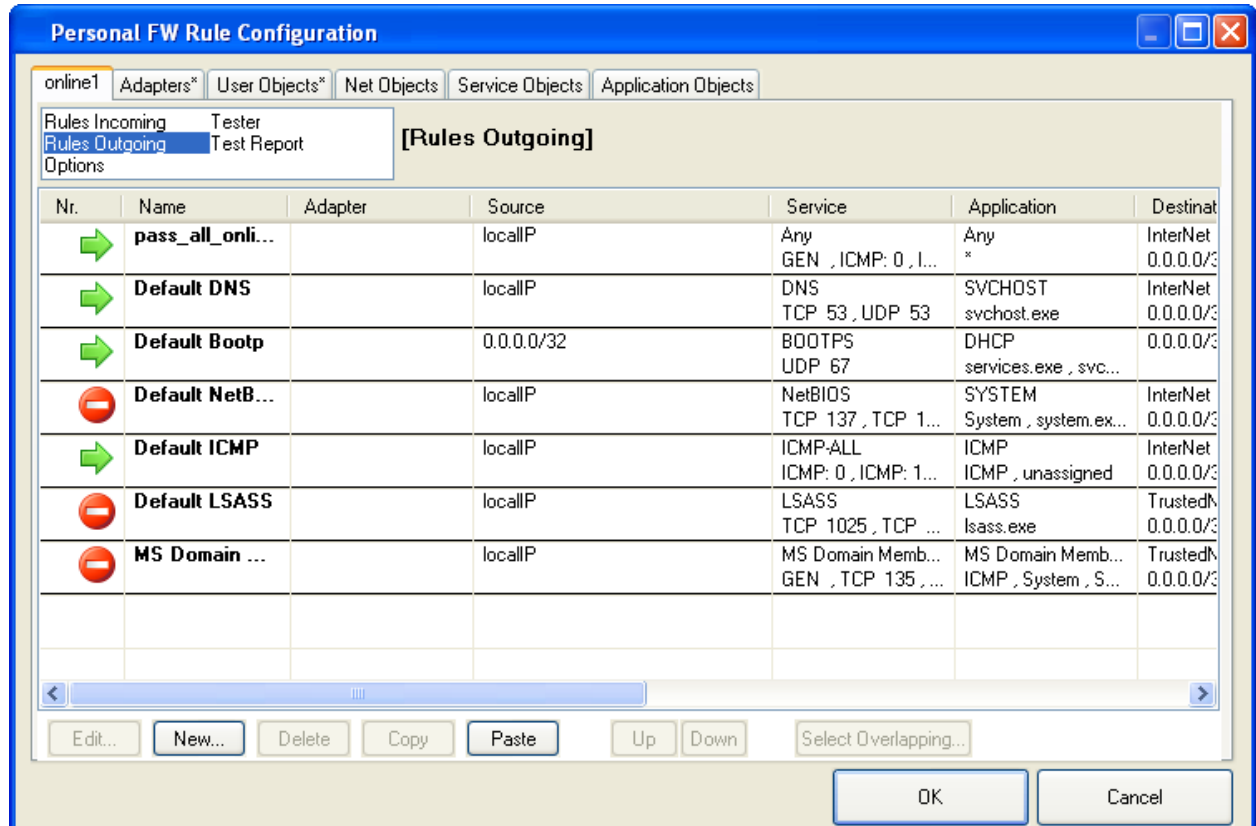 Personal FW Rule Configuration
online1 Adapters* User Objects* Net Objects Service Objects Application Objects
Rules Incoming Tester
Rules Outgoing Test Report
Options
[Rules Outgoing]
Nr. Name Adapter Source Service Application Destinat
pass_all_onli... localIP Any Any InterNet
GEN , ICMP: 0 , I... * 0.0.0.0/3
Default DNS localIP DNS SVCHOST InterNet
TCP 53 , UDP 53 svchost.exe 0.0.0.0/3
Default Bootp 0.0.0.0/32 BOOTPS DHCP 0.0.0.0/3
UDP 67 services.exe , svc...
Default NetB... localIP NetBIOS SYSTEM InterNet
TCP 137 , TCP 1... System , system.ex... 0.0.0.0/3
Default ICMP localIP ICMP-ALL ICMP InterNet
ICMP: 0 , ICMP: 1... ICMP , unassigned 0.0.0.0/3
Default LSASS localIP LSASS LSASS TrustedN
TCP 1025 , TCP ... lsass.exe 0.0.0.0/3
MS Domain ... localIP MS Domain Memb... MS Domain Memb... TrustedN
GEN , TCP 135 , ... ICMP , System , S... 0.0.0.0/3
Edit... New... Delete Copy Paste Up Down Select Overlapping...
OK Cancel